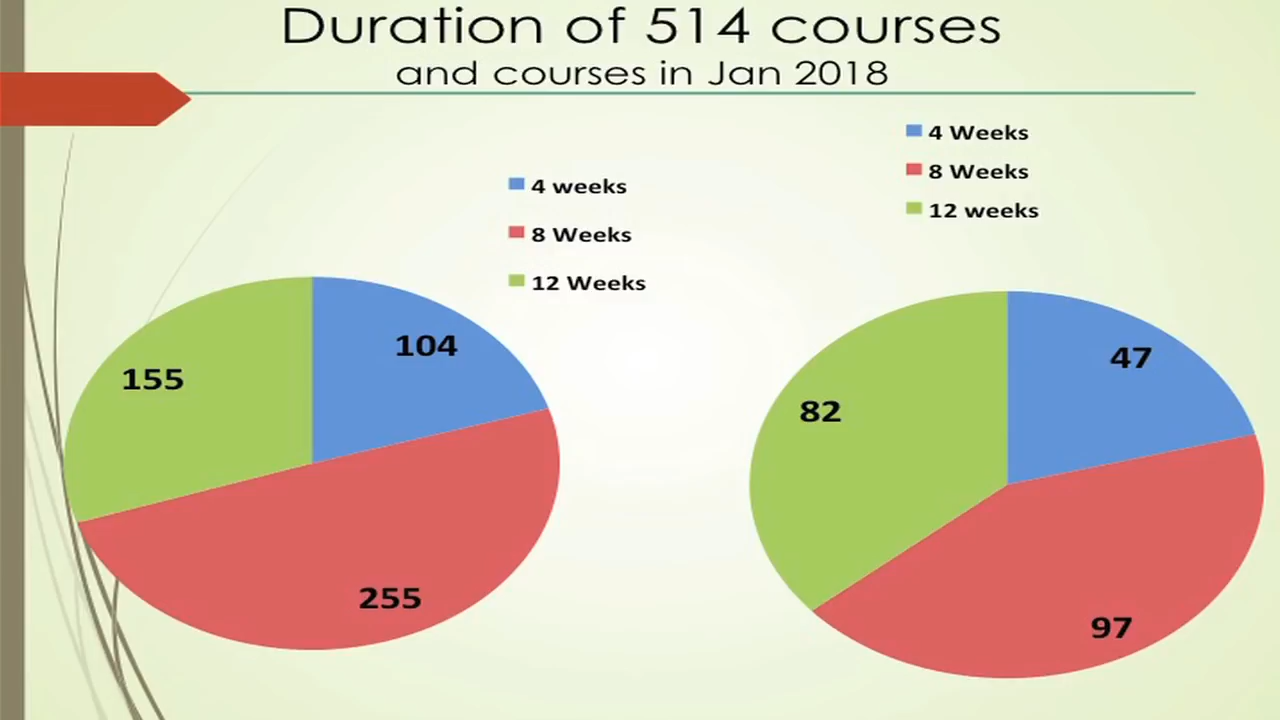 Duration of 514 courses
and courses in Jan 2018
4 weeks
8 Weeks
12 Weeks
104
155
255
4 Weeks
8 Weeks
12 weeks
47
82
97